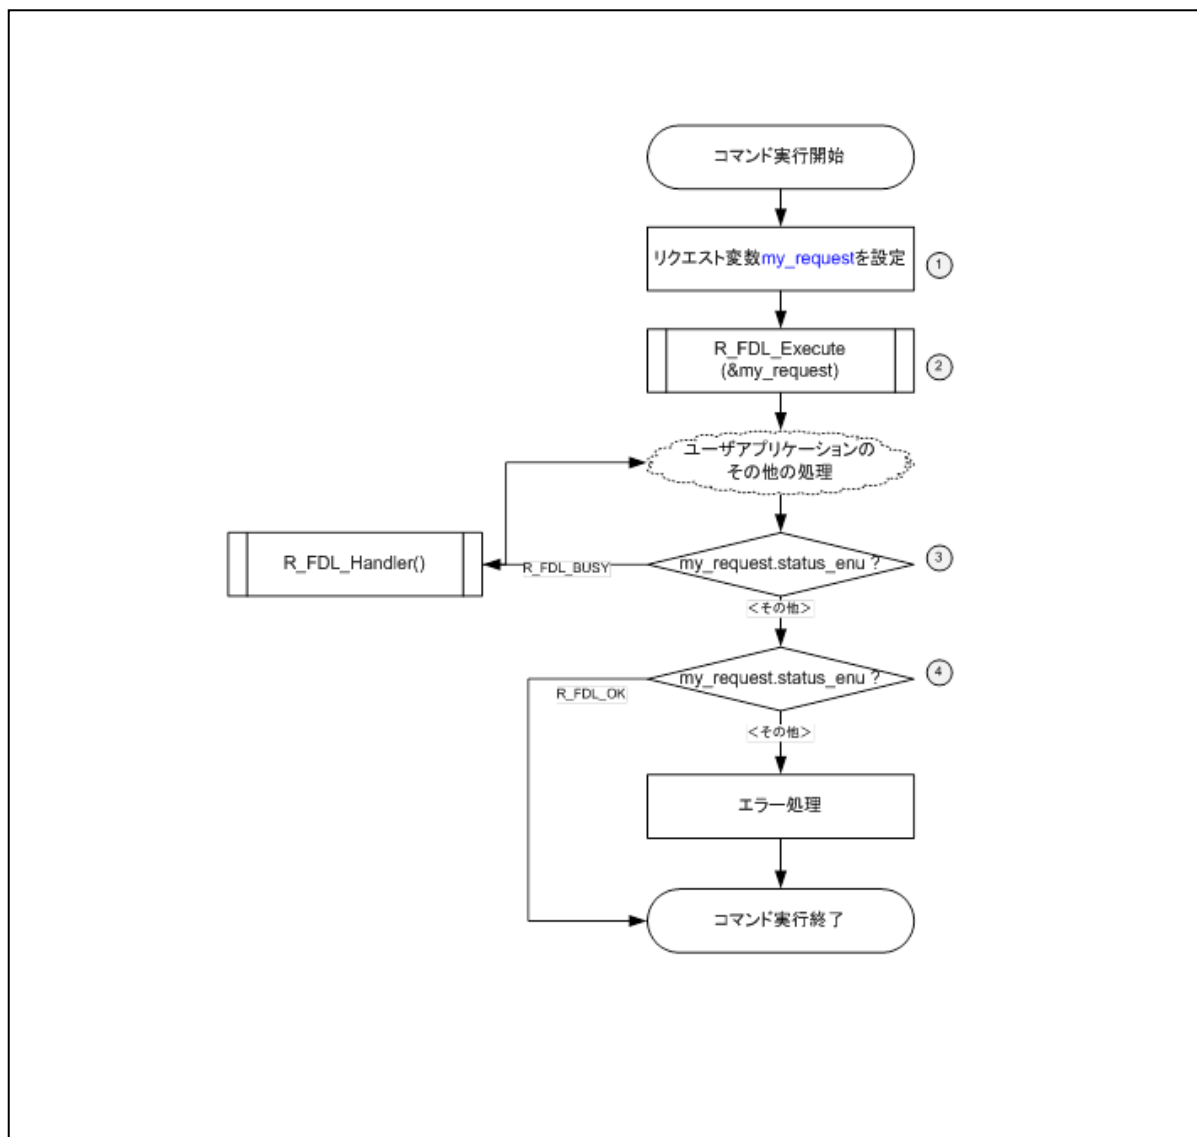 コマンド実行開始
リクエスト変数my_requestを設定
1
R_FDL_Execute
(&my_request)
2
ユーザアプリケーションの
その他の処理
R_FDL_Handler()
R_FDL_BUSY
my_request.status_enu ?
3
＜その他＞
my_request.status_enu ?
4
R_FDL_OK
＜その他＞
エラー処理
コマンド実行終了